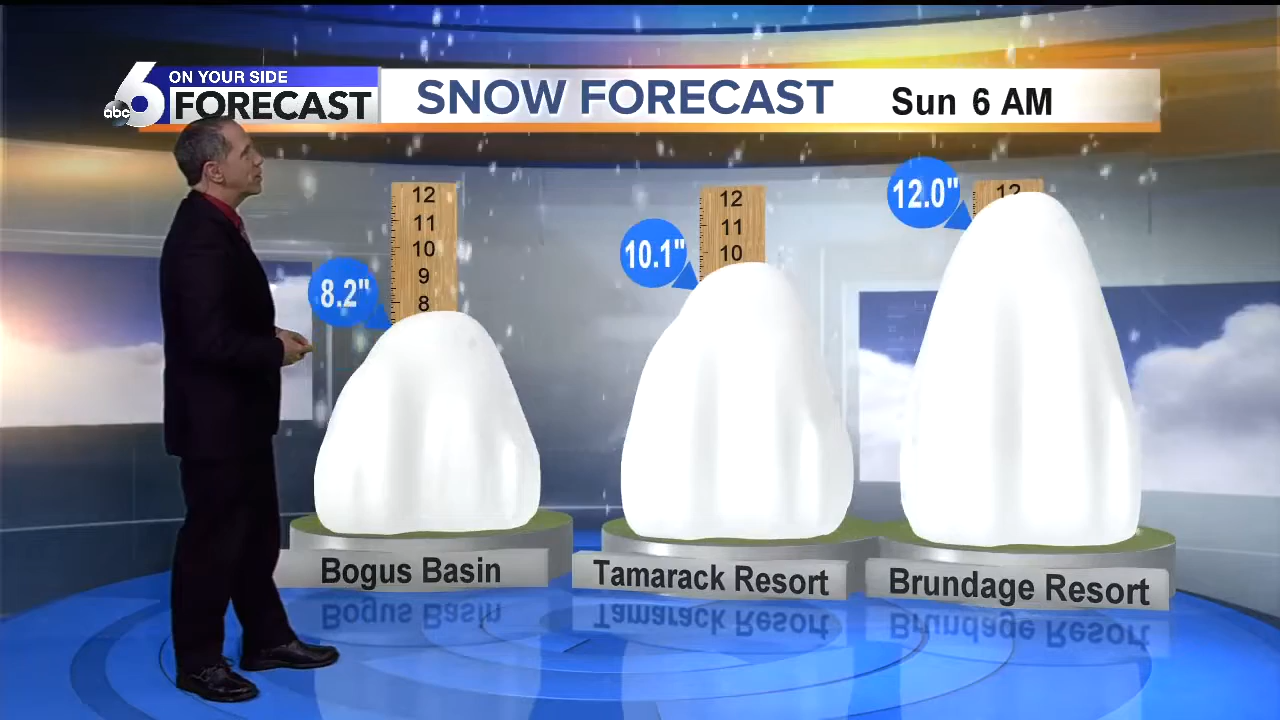 abc 6 ON YOUR SIDE
FORECAST
SNOW FORECAST Sun 6 AM
12
11
10
9
8
8.2"
12
11
10
10.1"
12
12.0"
Bogus Basin
Tamarack Resort
Brundage Resort